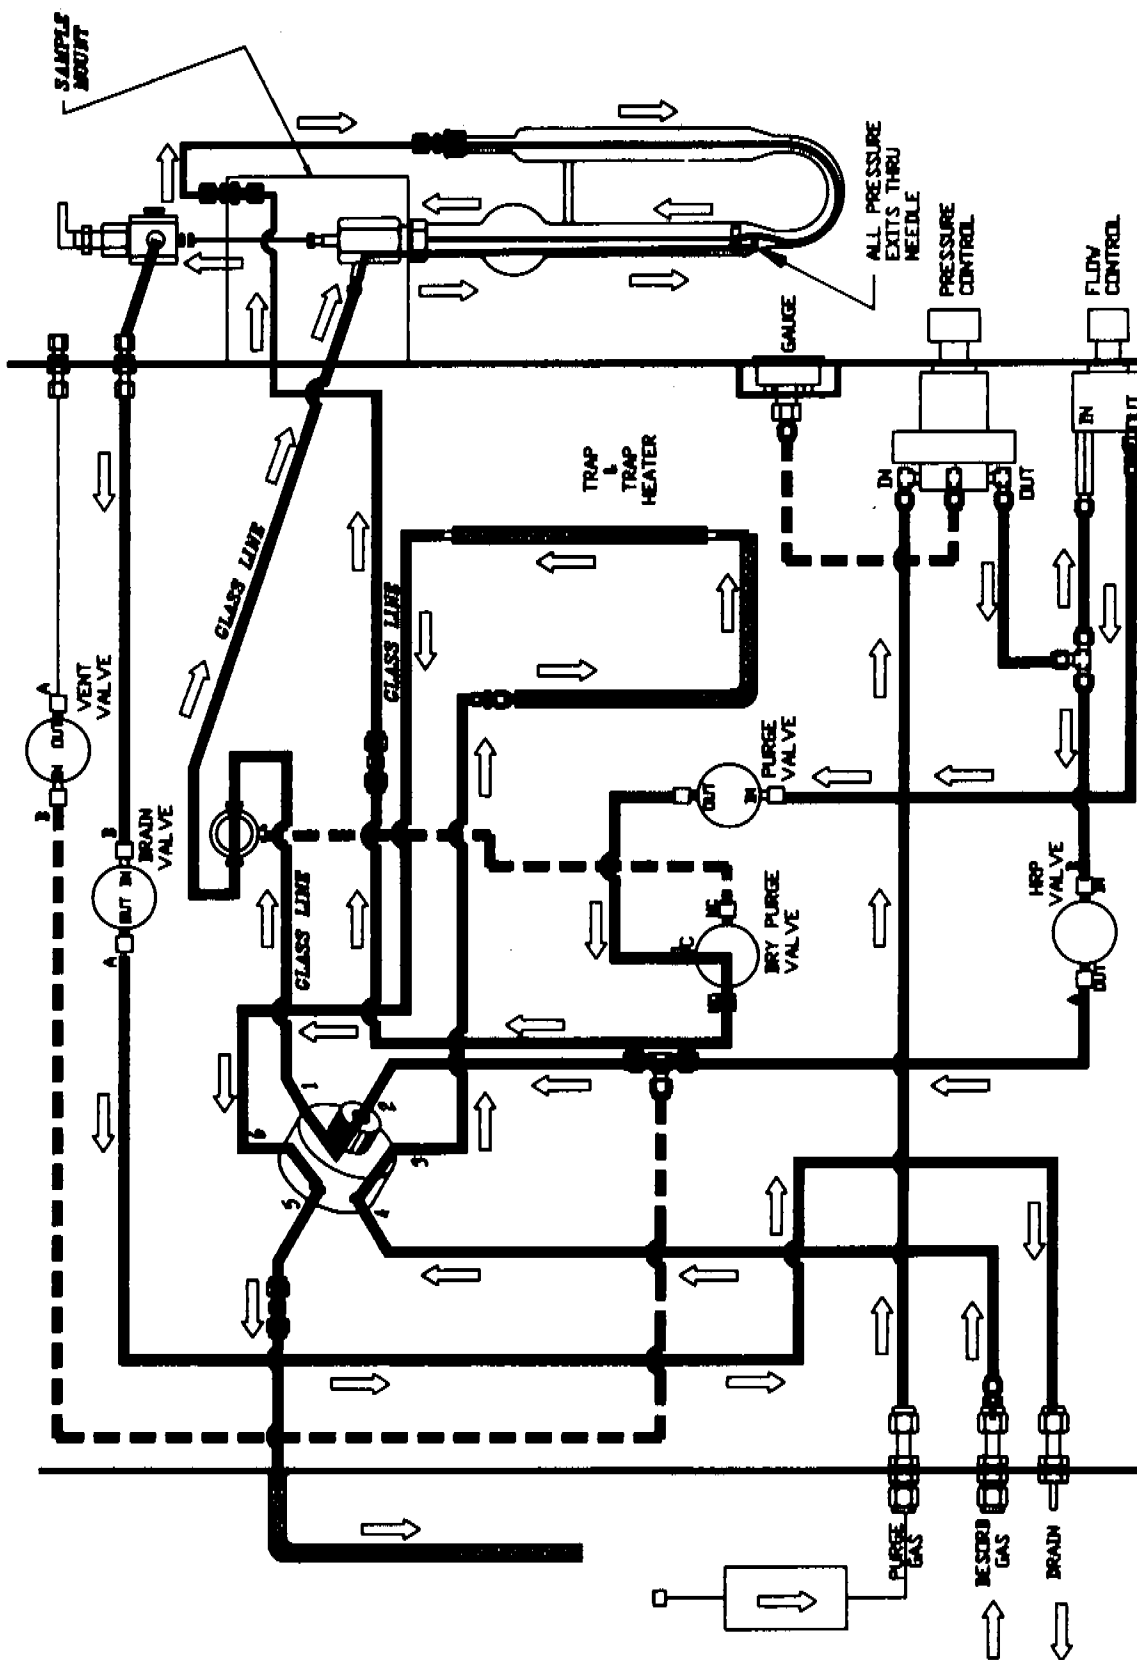 SAMPLE
MOUNT
ALL PRESSURE
EXITS THRU
NEEDLE
GAUGE
PRESSURE
CONTROL
FLOW
CONTROL
IN
OUT
IN
OUT
TRAP
&
TRAP
HEATER
GLASS LINE
GLASS LINE
GLASS LINE
A
OUT
IN
B
VENT
VALVE
B
IN
OUT
A
DRAIN
VALVE
OUT
IN
PURGE
VALVE
NC
C
NO
DRY PURGE
VALVE
HRP
VALVE
B
IN
A
OUT
1
2
3
4
5
6
PURGE
GAS
DESORB
GAS
DRAIN